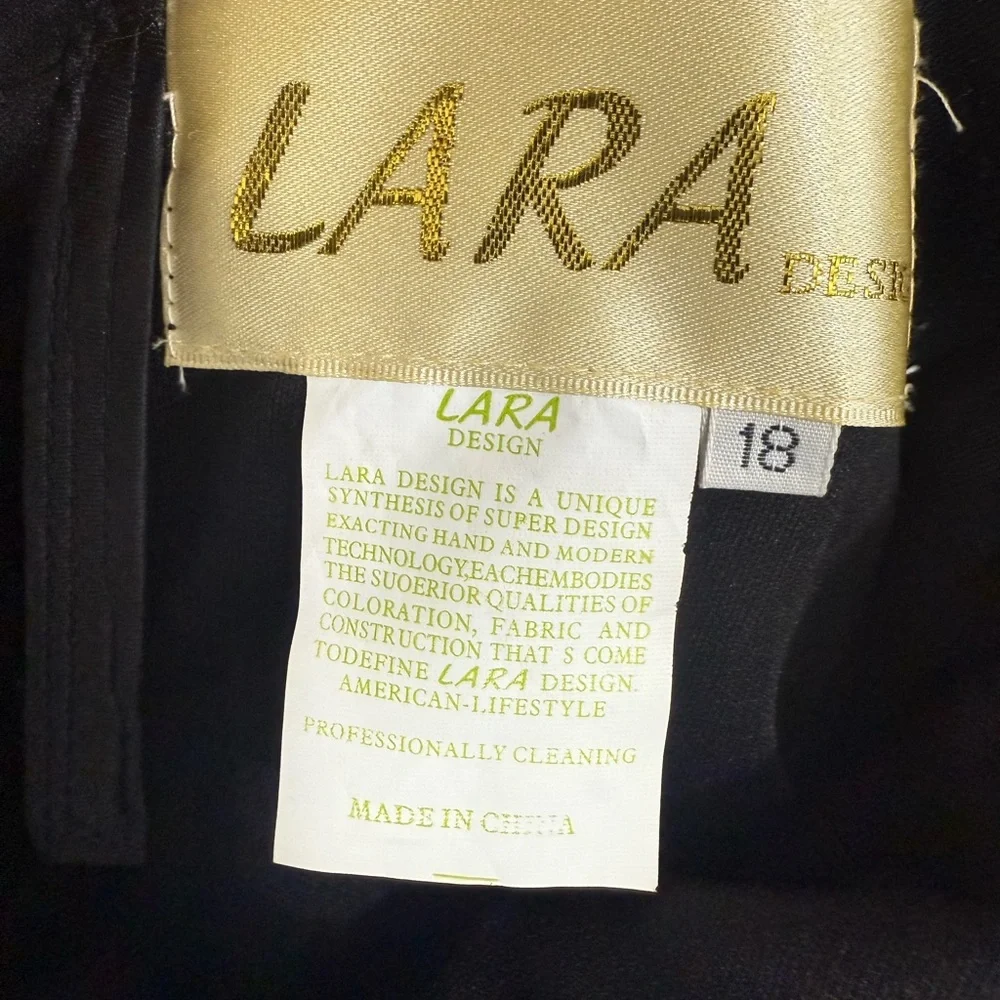 LARA
DESIG
LARA
DESIGN
18
LARA DESIGN IS A UNIQUE
SYNTHESIS OF SUPER DESIGN
EXACTING HAND AND MODERN
TECHNOLOGY,EACHEMBODIES
THE SUOERIOR QUALITIES OF
COLORATION, FABRIC AND
CONSTRUCTION THAT S COME
TODEFINE LARA DESIGN.
AMERICAN-LIFESTYLE
PROFESSIONALLY CLEANING
MADE IN CHINA